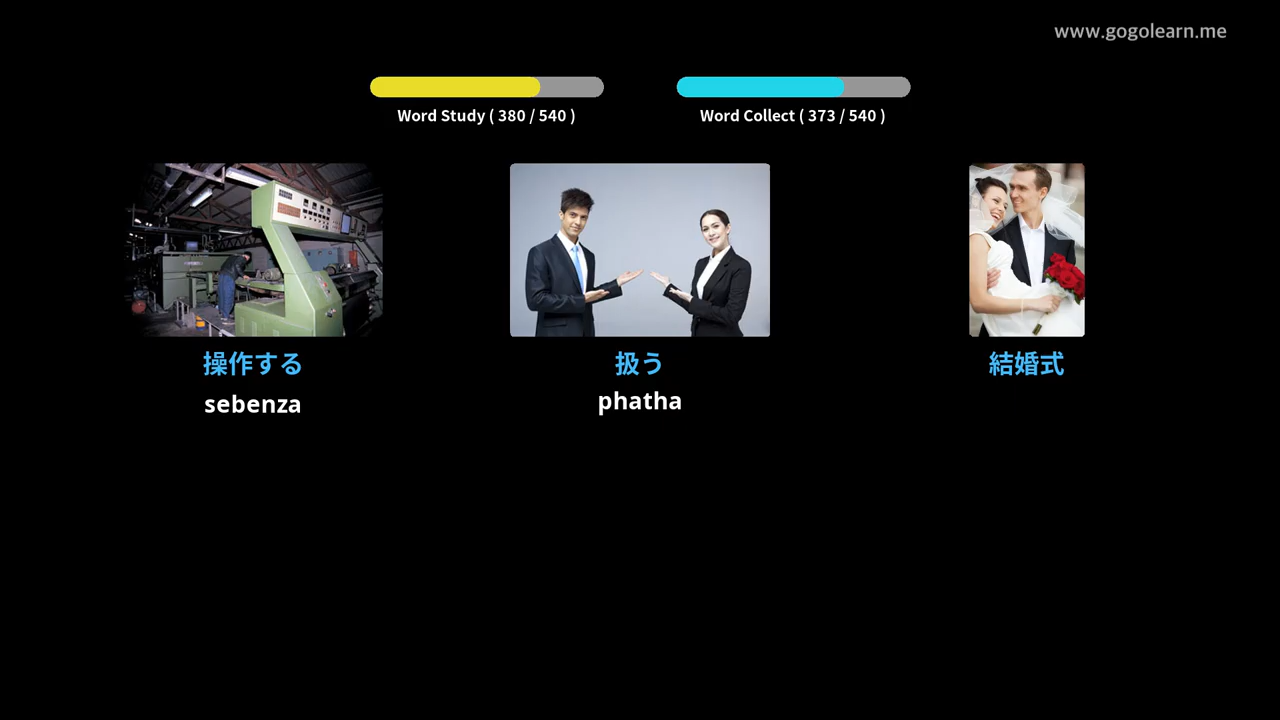 www.gogolearn.me
Word Study ( 380 / 540 )
Word Collect ( 373 / 540 )
操作する
扱う
結婚式
sebenza
phatha